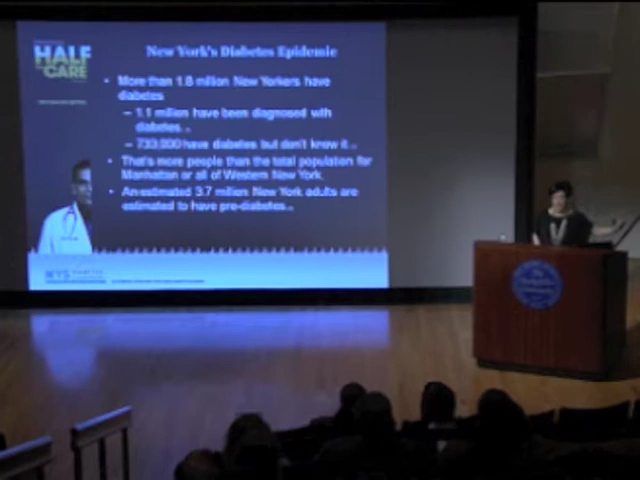 HALF
CARE
New York's Diabetes Epidemic
• More than 1.8 million New Yorkers have
diabetes
– 1.1 million have been diagnosed with
diabetes...
– 733,000 have diabetes but don't know it...
• That's more people than the total population for
Manhattan or all of Western New York.
• An estimated 3.7 million New York adults are
estimated to have pre-diabetes...
NYS